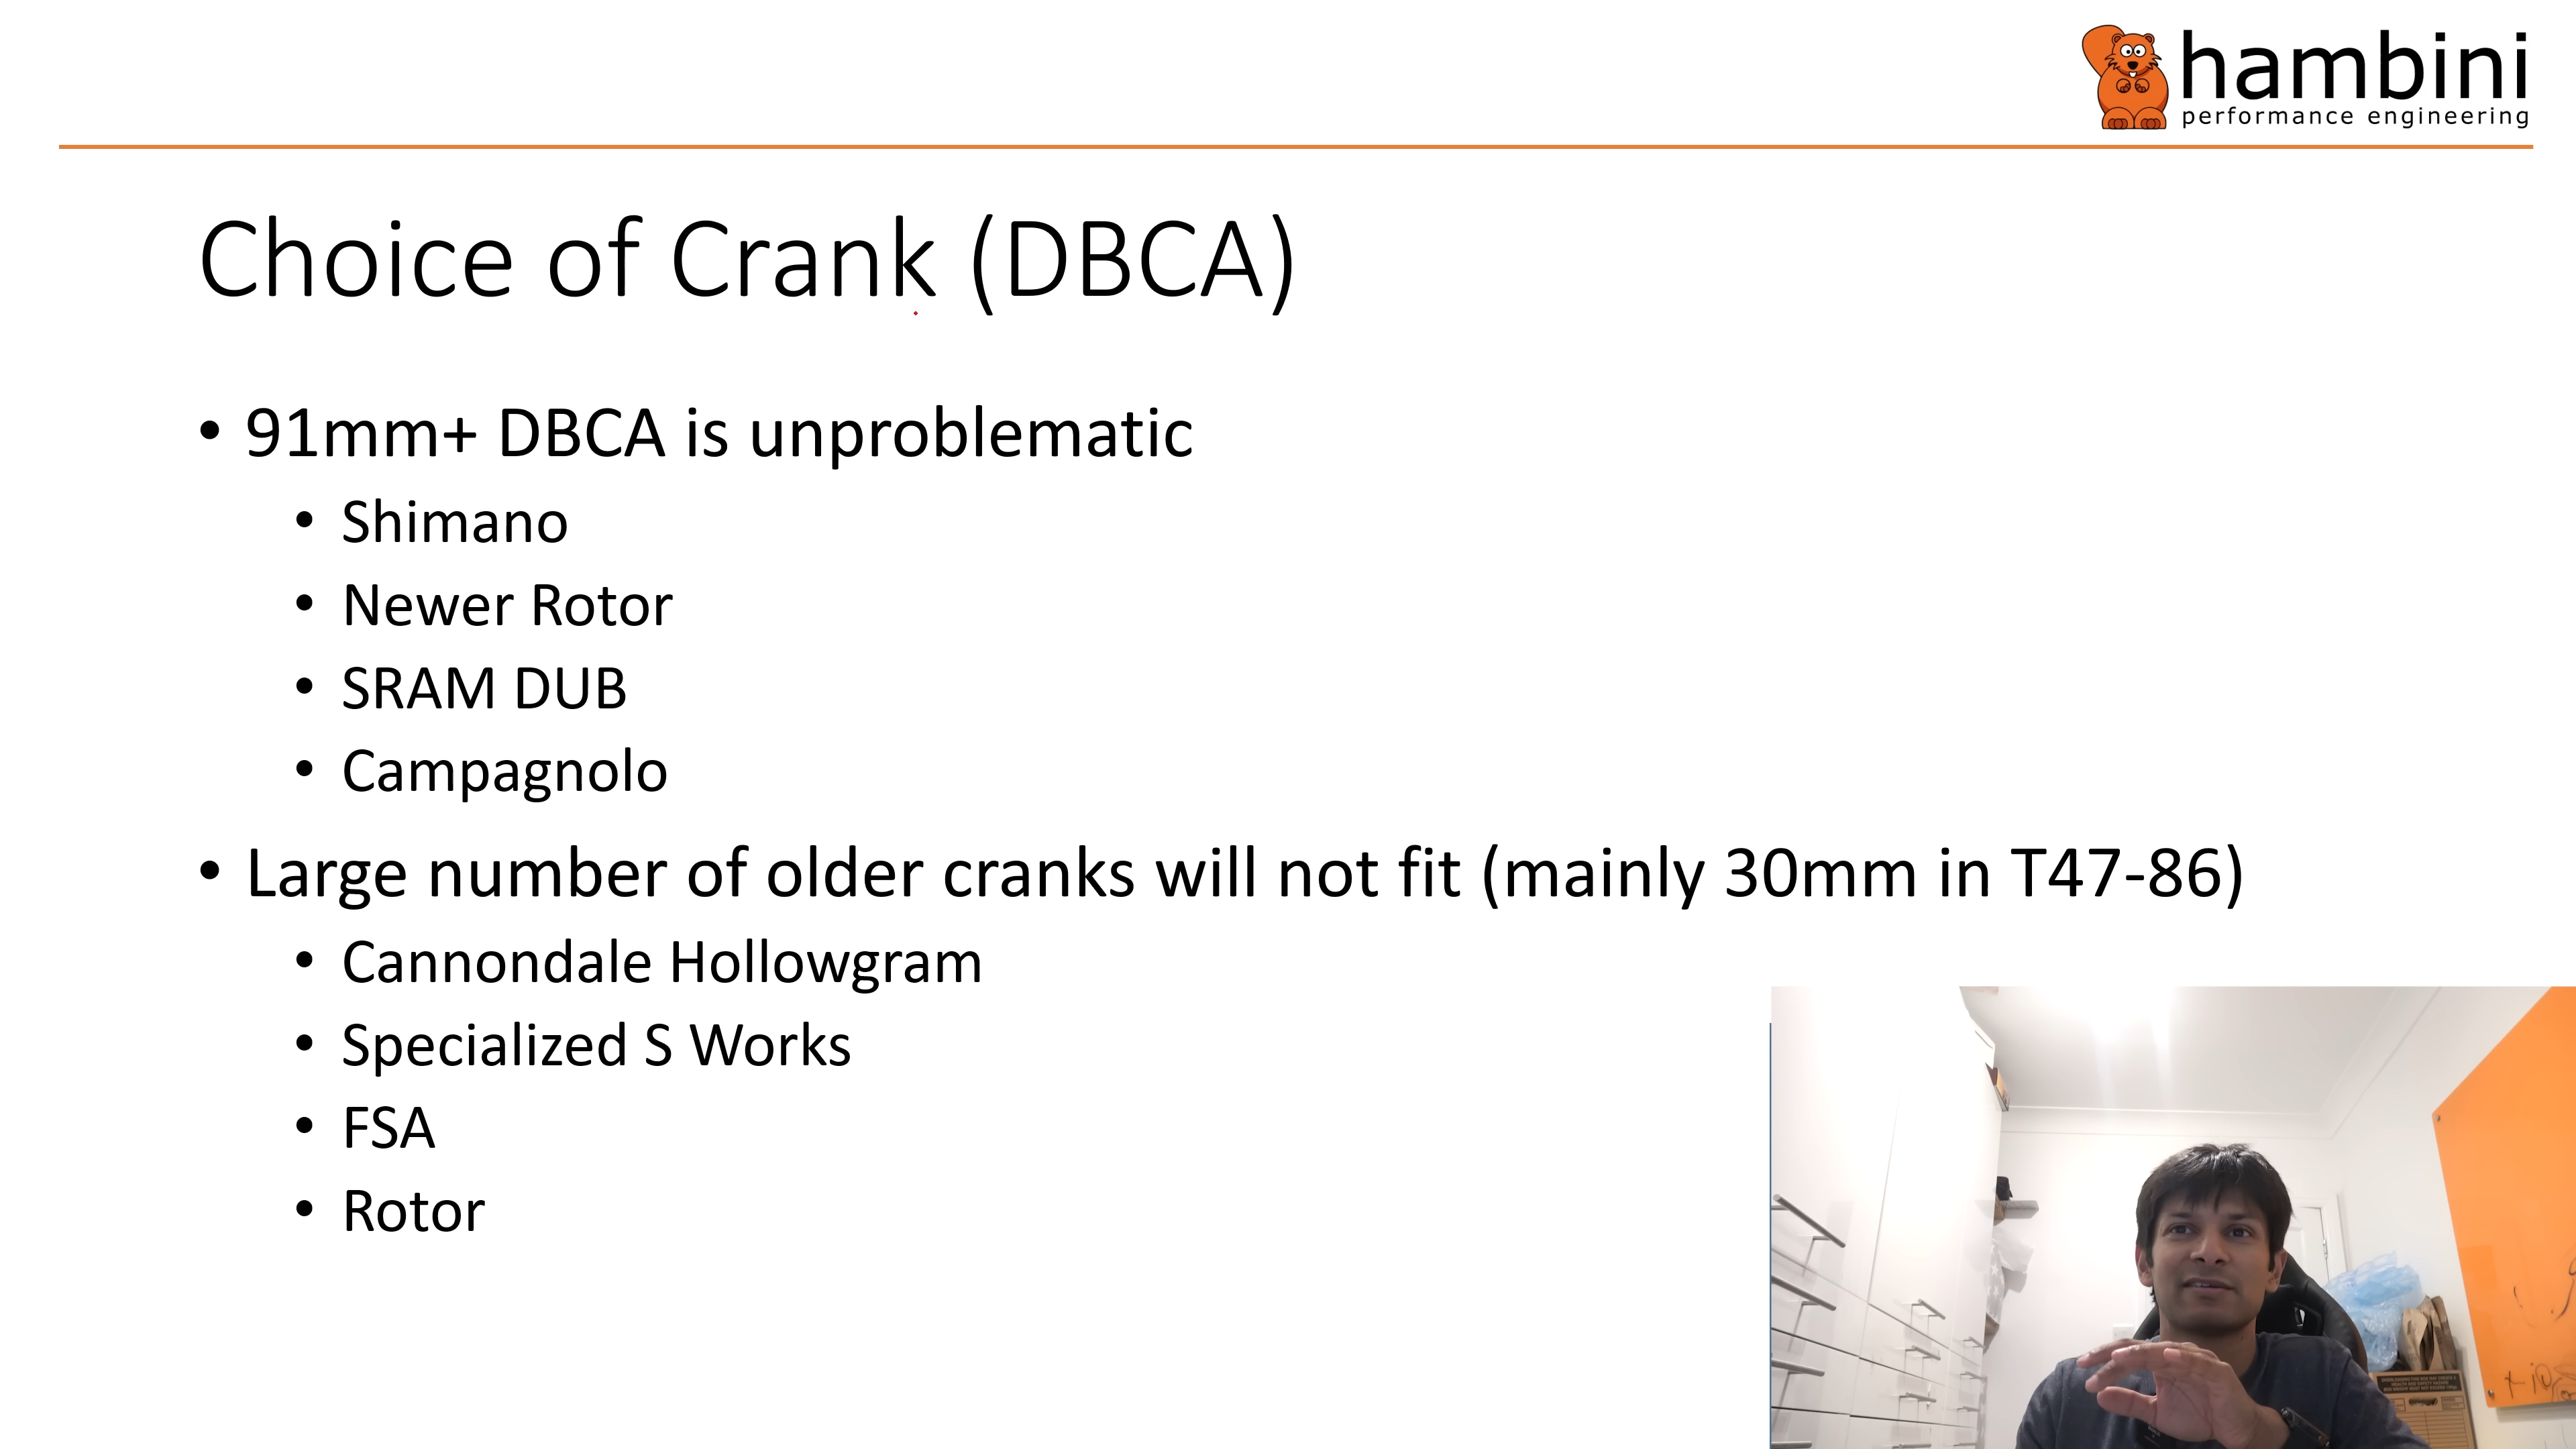 hambini
performance engineering
Choice of Crank (DBCA)
• 91mm+ DBCA is unproblematic
• Shimano
• Newer Rotor
• SRAM DUB
• Campagnolo
• Large number of older cranks will not fit (mainly 30mm in T47-86)
• Cannondale Hollowgram
• Specialized S Works
• FSA
• Rotor